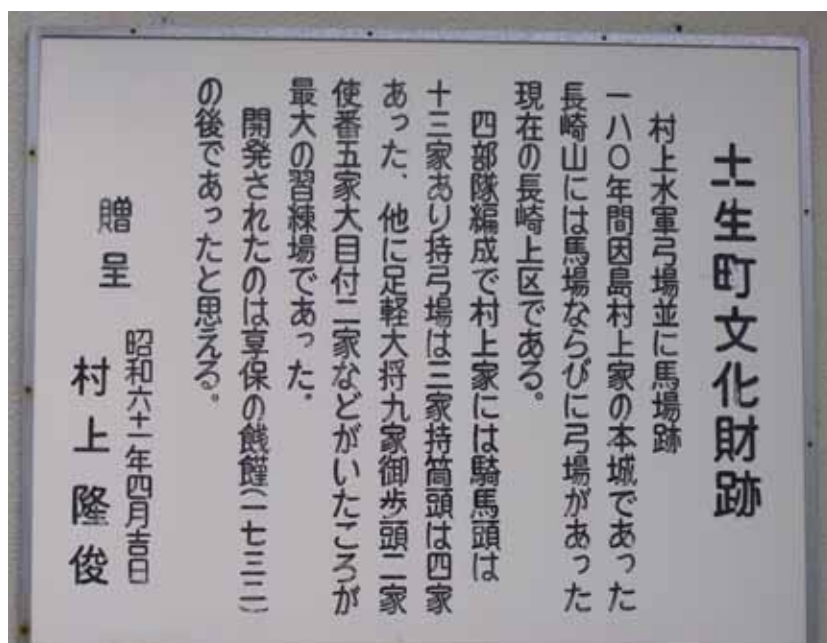 土生町文化財跡
村上水軍弓場並に馬場跡
一八〇年間因島村上家の本城であった
長崎山には馬場ならびに弓場があった
現在の長崎上区である。
四部隊編成で村上家には騎馬頭は
十三家あり持弓場は三家持筒頭は四家
あった、他に足軽大将九家御歩頭二家
使番五家大目付二家などがいたころが
最大の習練場であった.
開発されたのは享保の餞饉(一七三二)
の後であったと思える。
贈呈
昭和六十一年四月吉日
村上隆俊